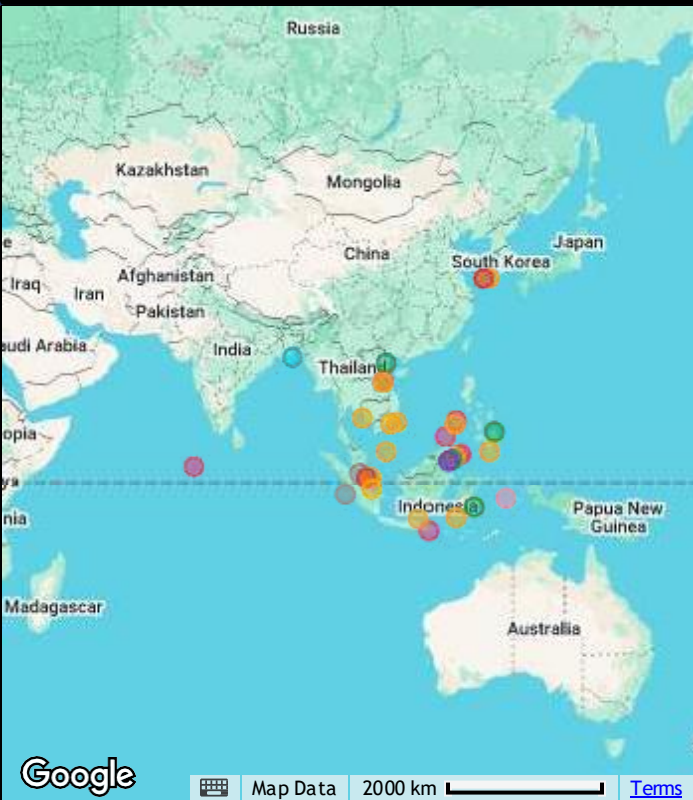 Russia
Kazakhstan
Mongolia
China
Japan
South Korea
e
Iraq
Iran
Afghanistan
Pakistan
audi Arabia
India
Thailand
opia
ya
nia
Indonesia
Papua New
Guinea
Madagascar
Australia
Google
Map Data
2000 km
Terms